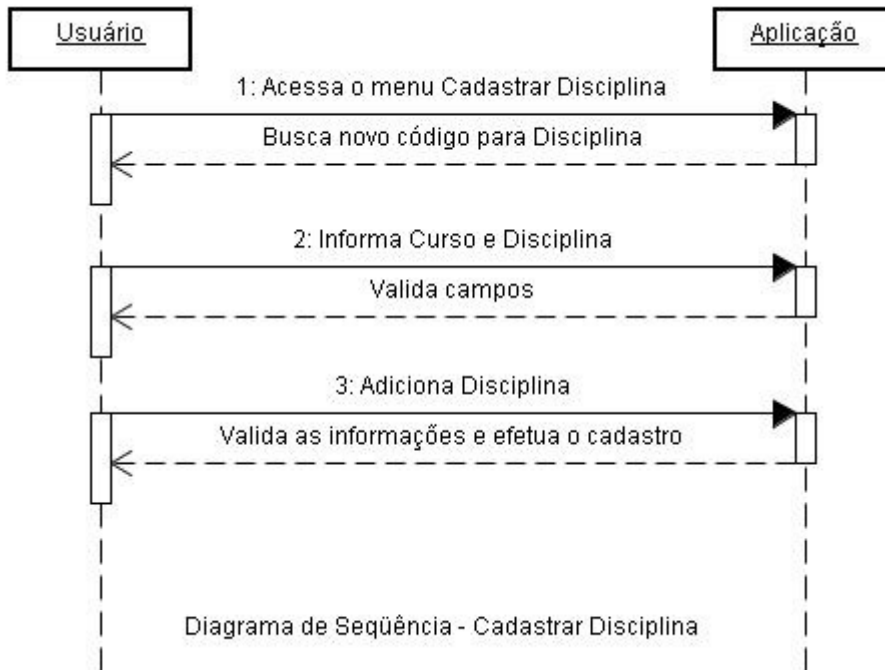 Usuário
Aplicação
1: Acessa o menu Cadastrar Disciplina
Busca novo código para Disciplina
2: Informa Curso e Disciplina
Valida campos
3: Adiciona Disciplina
Valida as informações e efetua o cadastro
Diagrama de Seqüência - Cadastrar Disciplina